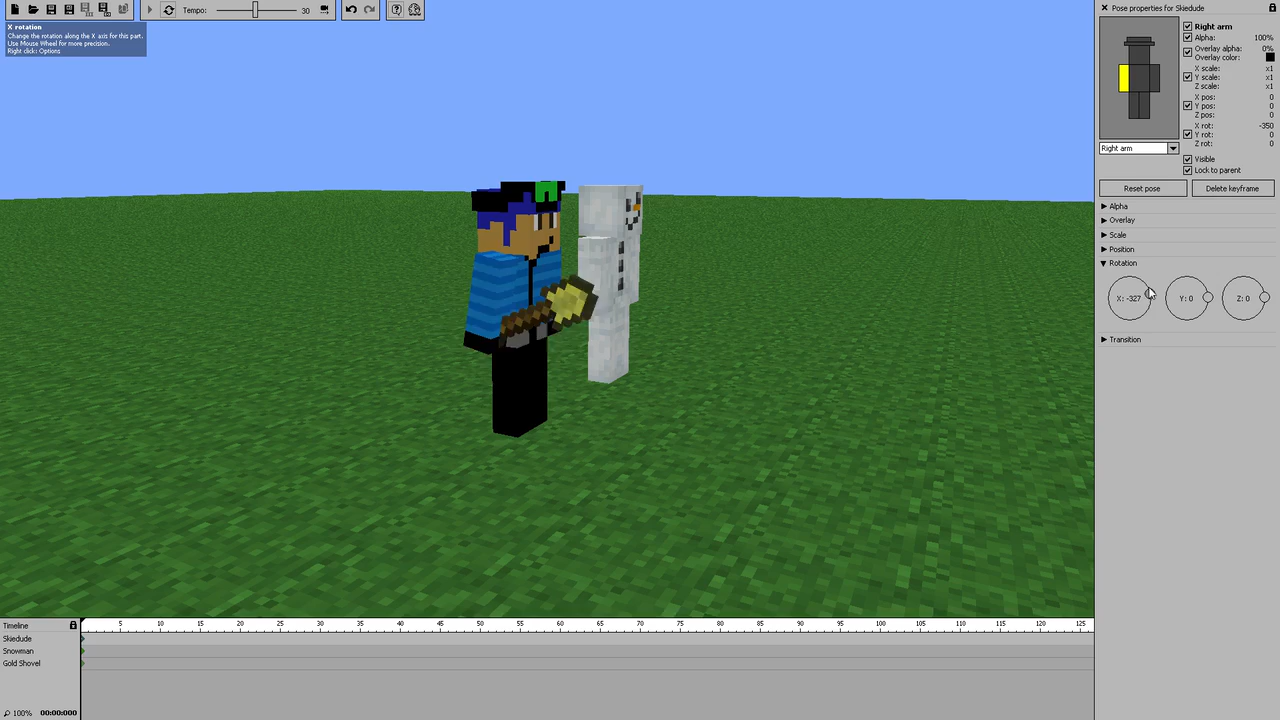 Tempo:
30
X rotation
Change the rotation along the X axis for this part.
Use Mouse Wheel for more precision.
Right click: Options
Pose properties for Skiedude
Right arm
Alpha: 100%
Overlay alpha: 0%
Overlay color:
X scale: x1
Y scale: x1
Z scale: x1
X pos: 0
Y pos: 0
Z pos: 0
X rot: -350
Y rot: 0
Z rot: 0
Right arm
Visible
Lock to parent
Reset pose
Delete keyframe
Alpha
Overlay
Scale
Position
Rotation
X: -327
Y: 0
Z: 0
Transition
Timeline
5 10 15 20 25 30 35 40 45 50 55 60 65 70 75 80 85 90 95 100 105 110 115 120 125
Skiedude
Snowman
Gold Shovel
100% 00:00:000